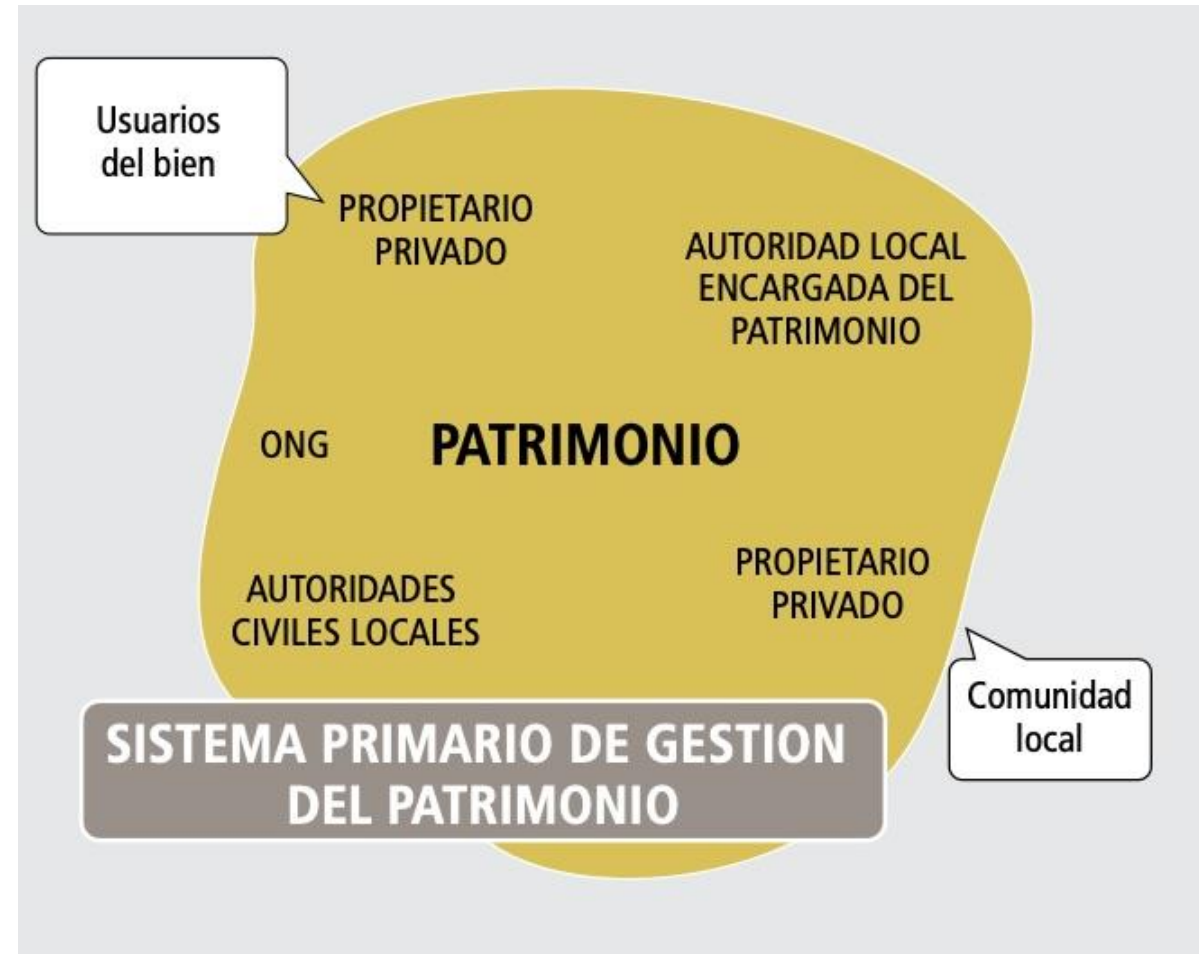 Usuarios
del bien
PROPIETARIO
PRIVADO
AUTORIDAD LOCAL
ENCARGADA DEL
PATRIMONIO
ONG
PATRIMONIO
AUTORIDADES
CIVILES LOCALES
PROPIETARIO
PRIVADO
Comunidad
local
SISTEMA PRIMARIO DE GESTION
DEL PATRIMONIO